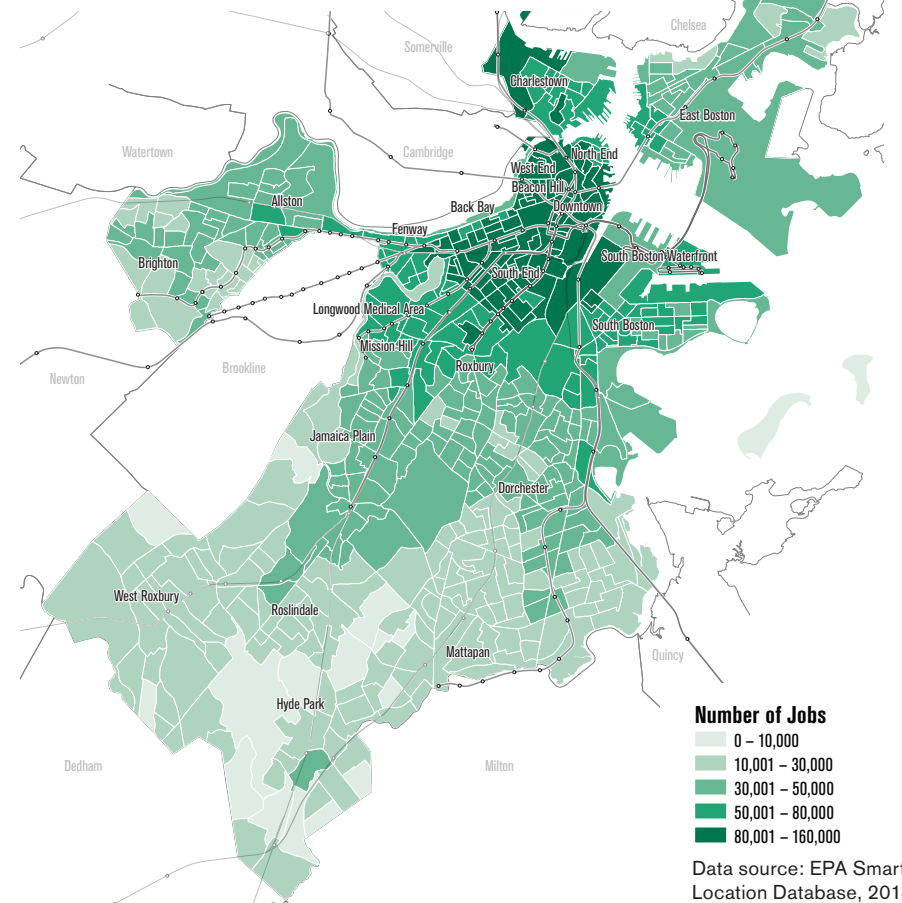 Chelsea
Somerville
Charlestown
East Boston
Watertown
Cambridge
North End
West End
Beacon Hill
Allston
Back Bay
Downtown
Fenway
South Boston Waterfront
Brighton
South End
Longwood Medical Area
South Boston
Mission Hill
Roxbury
Brookline
Newton
Jamaica Plain
Dorchester
West Roxbury
Roslindale
Mattapan
Quincy
Hyde Park
Dedham
Milton
Number of Jobs
0 – 10,000
10,001 – 30,000
30,001 – 50,000
50,001 – 80,000
80,001 – 160,000
Data source: EPA Smart
Location Database,